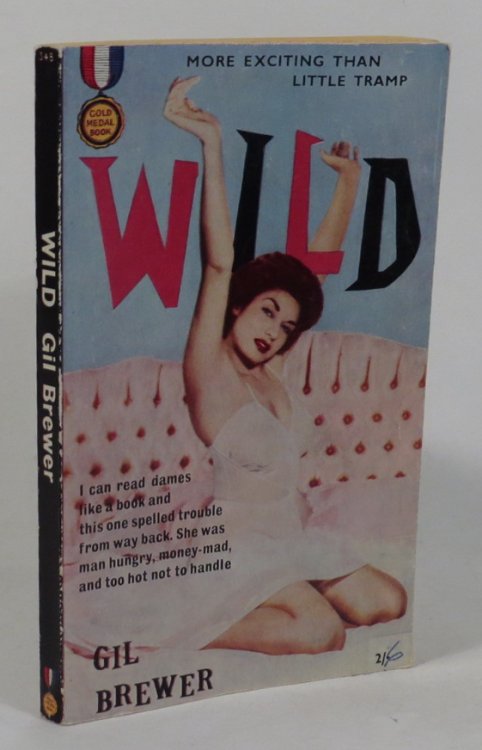 MORE EXCITING THAN
LITTLE TRAMP
GOLD
MEDAL
BOOK
WILD
I can read dames
like a book and
this one spelled trouble
from way back. She was
man hungry, money-mad,
and too hot not to handle
GIL
BREWER
2/6
WILD Gil Brewer